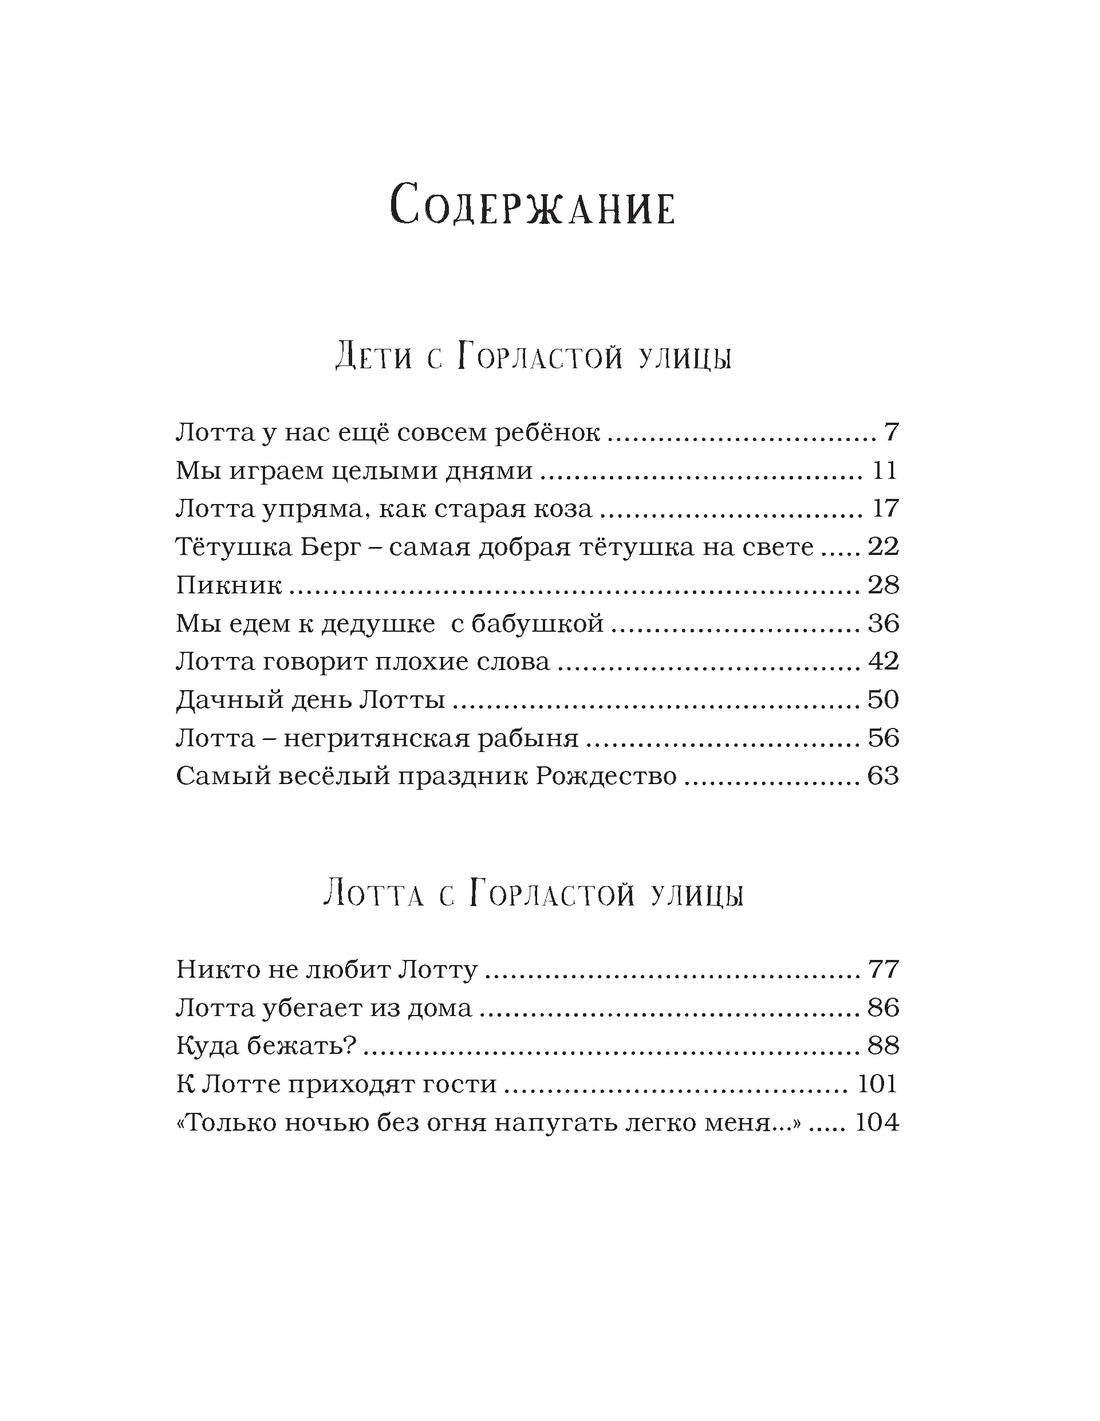 Содержание
Дети с Горластой улицы
Лотта у нас ещё совсем ребёнок ................................ 7
Мы играем целыми днями ....................................... 11
Лотта упряма, как старая коза ................................ 17
Тётушка Берг – самая добрая тётушка на свете ..... 22
Пикник .................................................................... 28
Мы едем к дедушке  с бабушкой .............................. 36
Лотта говорит плохие слова .................................... 42
Дачный день Лотты ................................................. 50
Лотта – негритянская рабыня ................................. 56
Самый весёлый праздник Рождество ..................... 63
Лотта с Горластой улицы
Никто не любит Лотту ............................................. 77
Лотта убегает из дома .............................................. 86
Куда бежать? ............................................................ 88
К Лотте приходят гости .......................................... 101
«Только ночью без огня напугать легко меня...» ..... 104